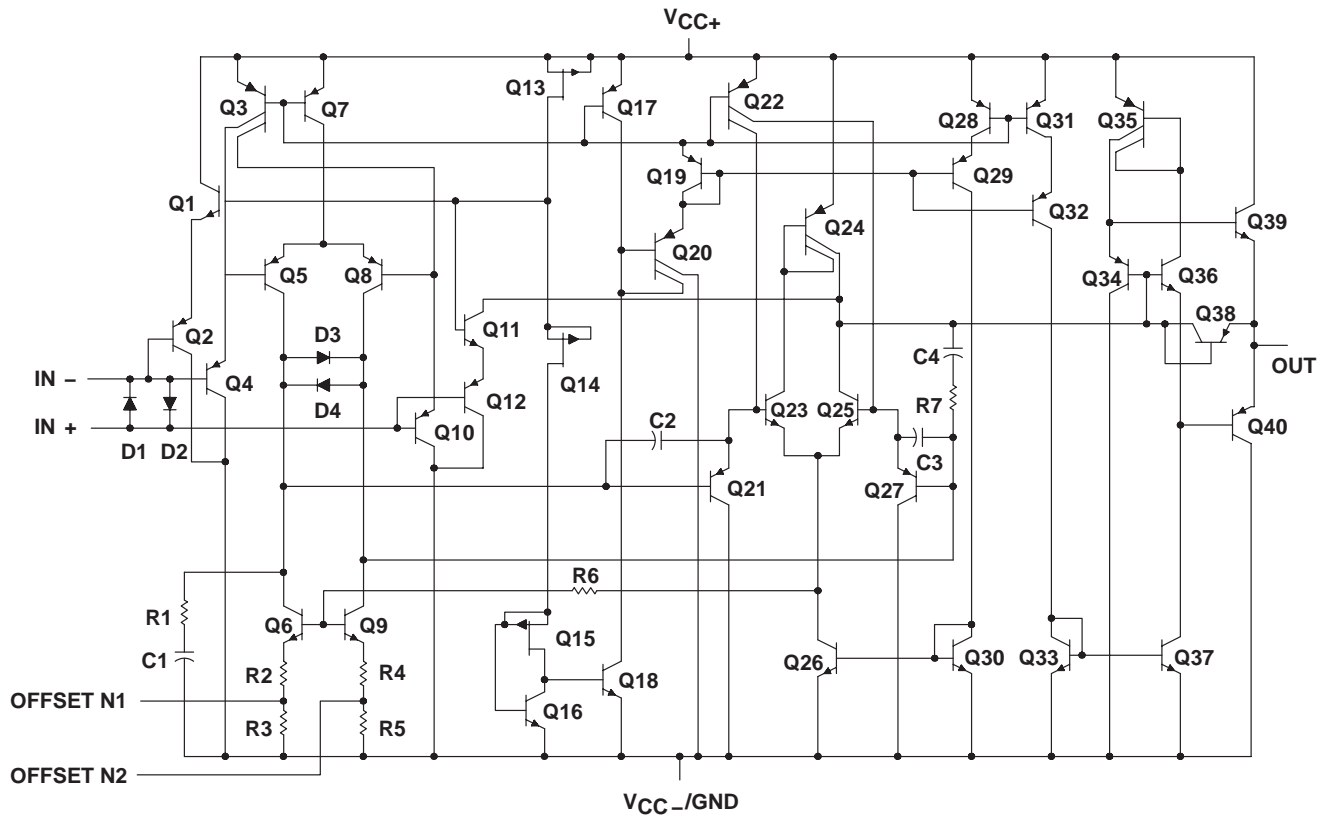 VCC+
Q3
Q7
Q13
Q17
Q22
Q28
Q31
Q35
Q1
Q19
Q29
Q32
Q39
Q20
Q24
Q5
Q8
Q34
Q36
Q2
D3
Q11
Q38
IN −
Q4
Q14
C4
OUT
D4
Q12
R7
IN +
Q10
C2
Q23
Q25
Q40
D1
D2
C3
Q21
Q27
R6
R1
Q6
Q9
Q15
C1
R2
R4
Q26
Q30
Q33
Q37
Q18
OFFSET N1
Q16
R3
R5
OFFSET N2
VCC−/GND